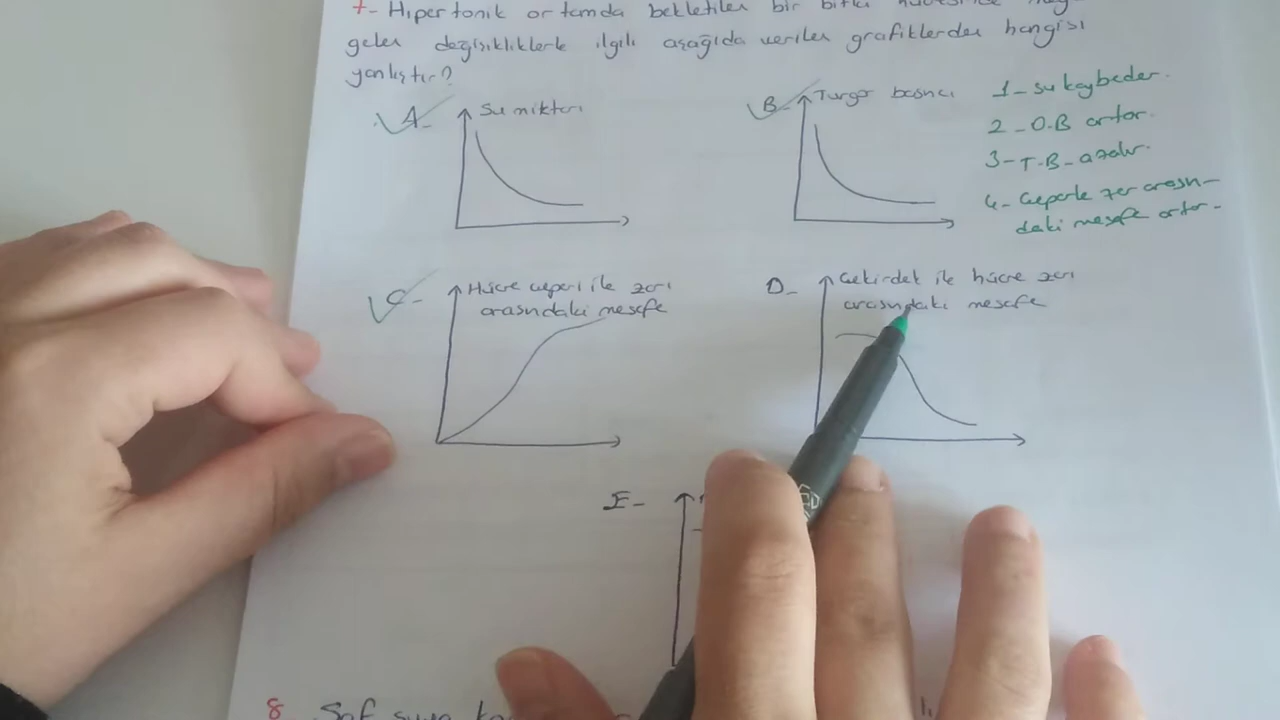 7- Hipertonik ortamda bekletilen bir bitki
gelen değişikliklerle ilgili aşağıda verilen grafiklerden hangisi
yanlıştır?
A- Su miktarı
B- Turgor basıncı
1- su kaybeder.
2- O.B artar.
3- T.B- azalır.
4- Çeperle zar arasın-
daki mesafe artar-
C- Hücre çeperi ile zarı
arasındaki mesafe
D- Çekirdek ile hücre zarı
arasındaki mesafe
E-
8 Saf suya